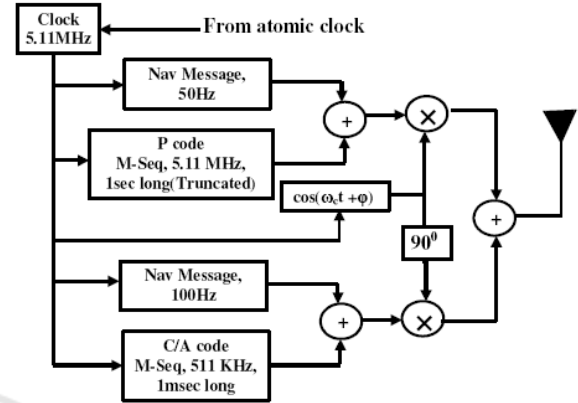 Clock
5.11MHz
From atomic clock
Nav Message,
50Hz
+
×
P code
M-Seq, 5.11 MHz,
1sec long(Truncated)
cos(ω_c t +φ)
+
90⁰
Nav Message,
100Hz
+
×
C/A code
M-Seq, 511 KHz,
1msec long